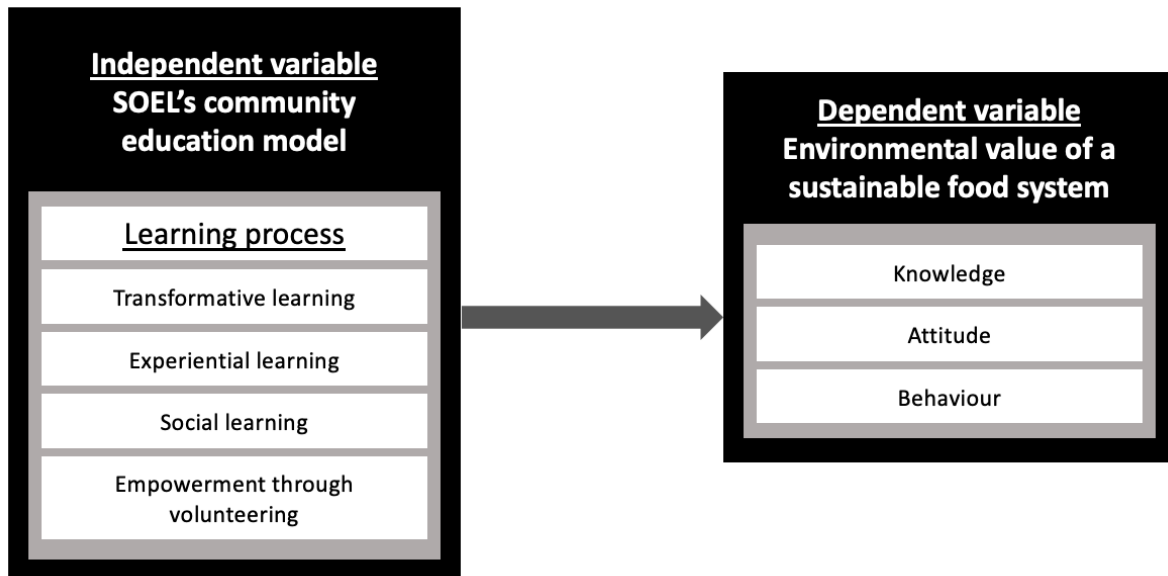 Independent variable
SOEL’s community
education model
Learning process
Transformative learning
Experiential learning
Social learning
Empowerment through
volunteering
Dependent variable
Environmental value of a
sustainable food system
Knowledge
Attitude
Behaviour